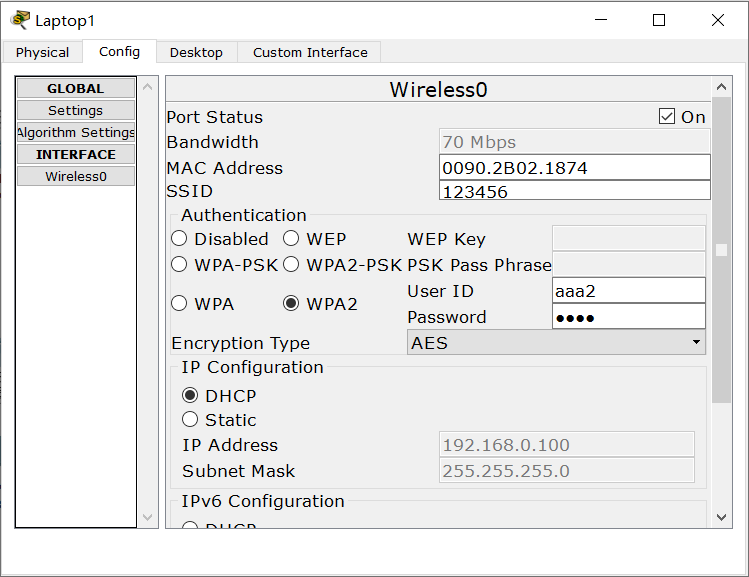 Laptop1
Physical Config Desktop Custom Interface
GLOBAL
Settings
Algorithm Settings
INTERFACE
Wireless0
Wireless0
Port Status On
Bandwidth 70 Mbps
MAC Address 0090.2B02.1874
SSID 123456
Authentication
Disabled WEP WEP Key
WPA-PSK WPA2-PSK PSK Pass Phrase
User ID aaa2
WPA WPA2
Password ●●●●
Encryption Type AES
IP Configuration
DHCP
Static
IP Address 192.168.0.100
Subnet Mask 255.255.255.0
IPv6 Configuration
DHCP